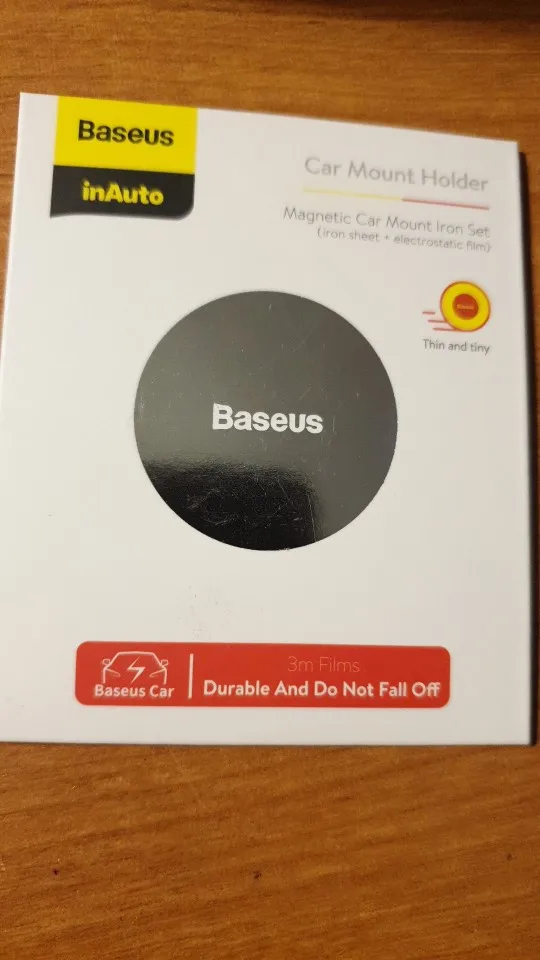 Baseus
inAuto
Car Mount Holder
Magnetic Car Mount Iron Set
(iron sheet + electrostatic film)
Thin and tiny
Baseus
Baseus Car
3m Films
Durable And Do Not Fall Off